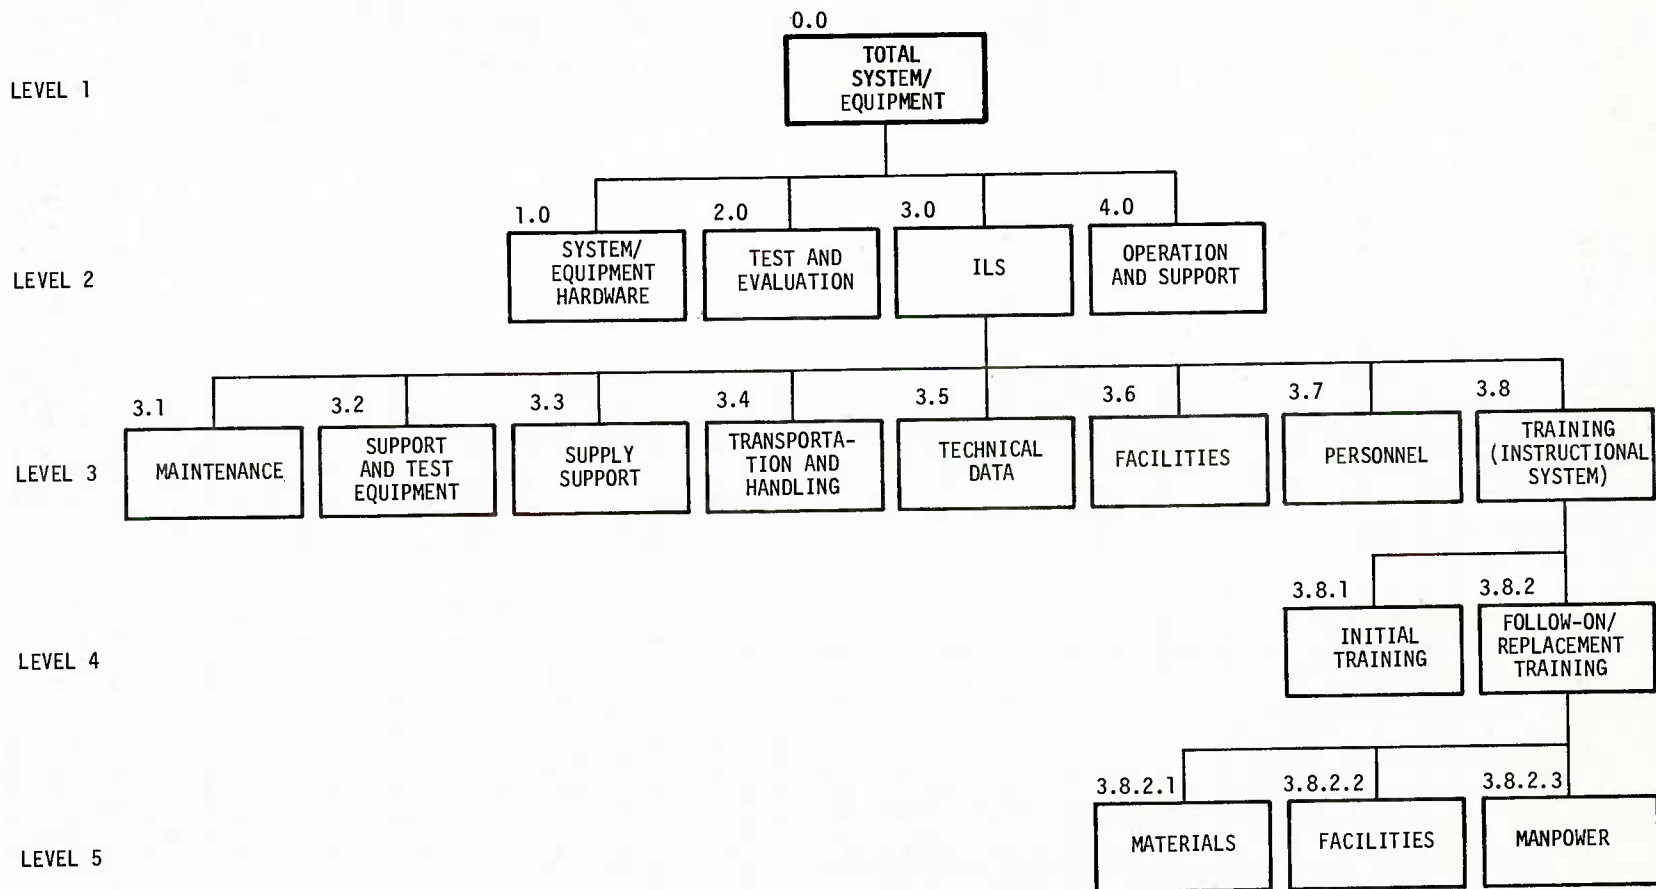 0.0
TOTAL
SYSTEM/
EQUIPMENT
LEVEL 1
1.0
SYSTEM/
EQUIPMENT
HARDWARE
2.0
TEST AND
EVALUATION
3.0
ILS
4.0
OPERATION
AND SUPPORT
LEVEL 2
3.1
MAINTENANCE
3.2
SUPPORT
AND TEST
EQUIPMENT
3.3
SUPPLY
SUPPORT
3.4
TRANSPORTA-
TION AND
HANDLING
3.5
TECHNICAL
DATA
3.6
FACILITIES
3.7
PERSONNEL
3.8
TRAINING
(INSTRUCTIONAL
SYSTEM)
LEVEL 3
3.8.1
INITIAL
TRAINING
3.8.2
FOLLOW-ON/
REPLACEMENT
TRAINING
LEVEL 4
3.8.2.1
MATERIALS
3.8.2.2
FACILITIES
3.8.2.3
MANPOWER
LEVEL 5